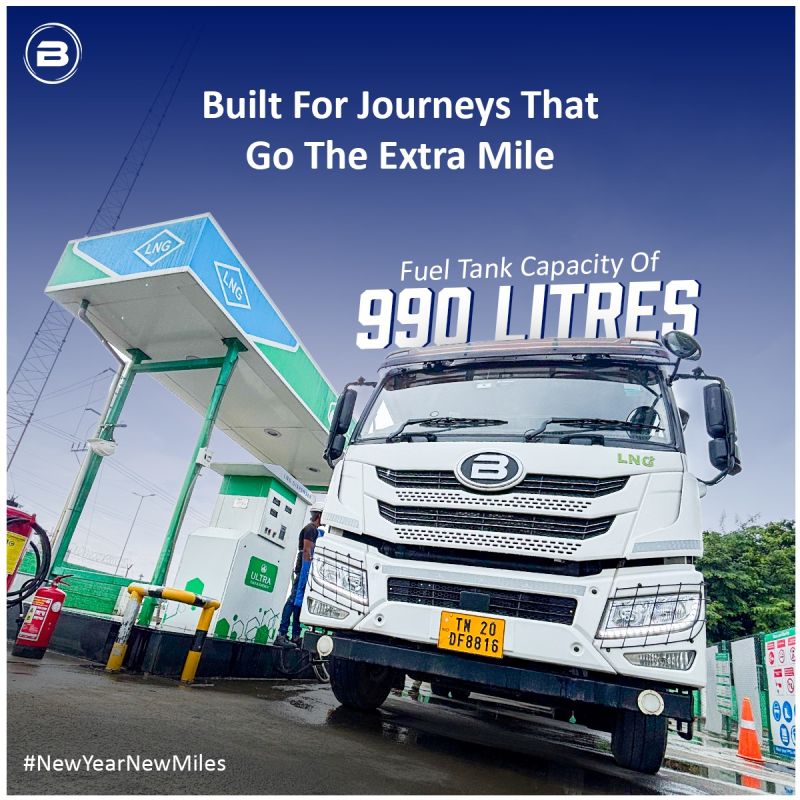 B
Built For Journeys That
Go The Extra Mile
LNG
LNG
Fuel Tank Capacity Of
990 LITRES
B
LNG
ULTRA
TN 20
DF8816
#NewYearNewMiles